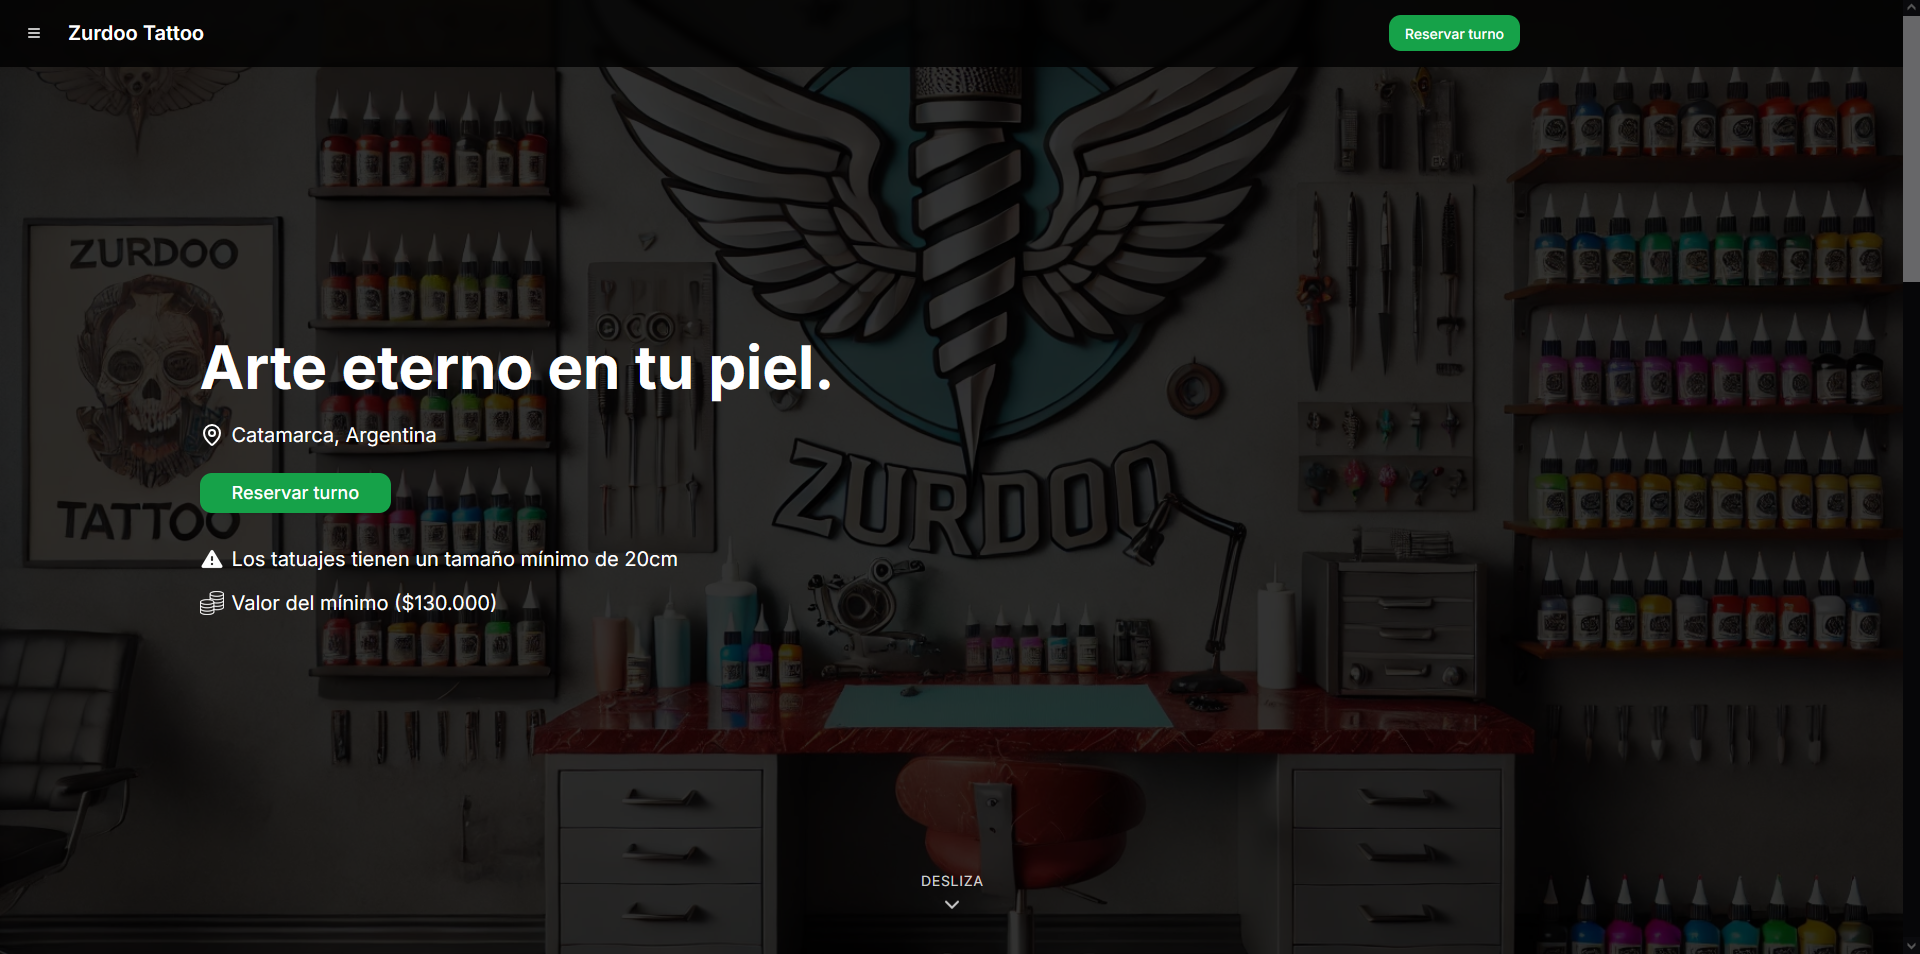 Zurdoo Tattoo
Reservar turno
ZURDOO
TATTOO
ZURDOO
Arte eterno en tu piel.
Catamarca, Argentina
Reservar turno
Los tatuajes tienen un tamaño mínimo de 20cm
Valor del mínimo ($130.000)
DESLIZA